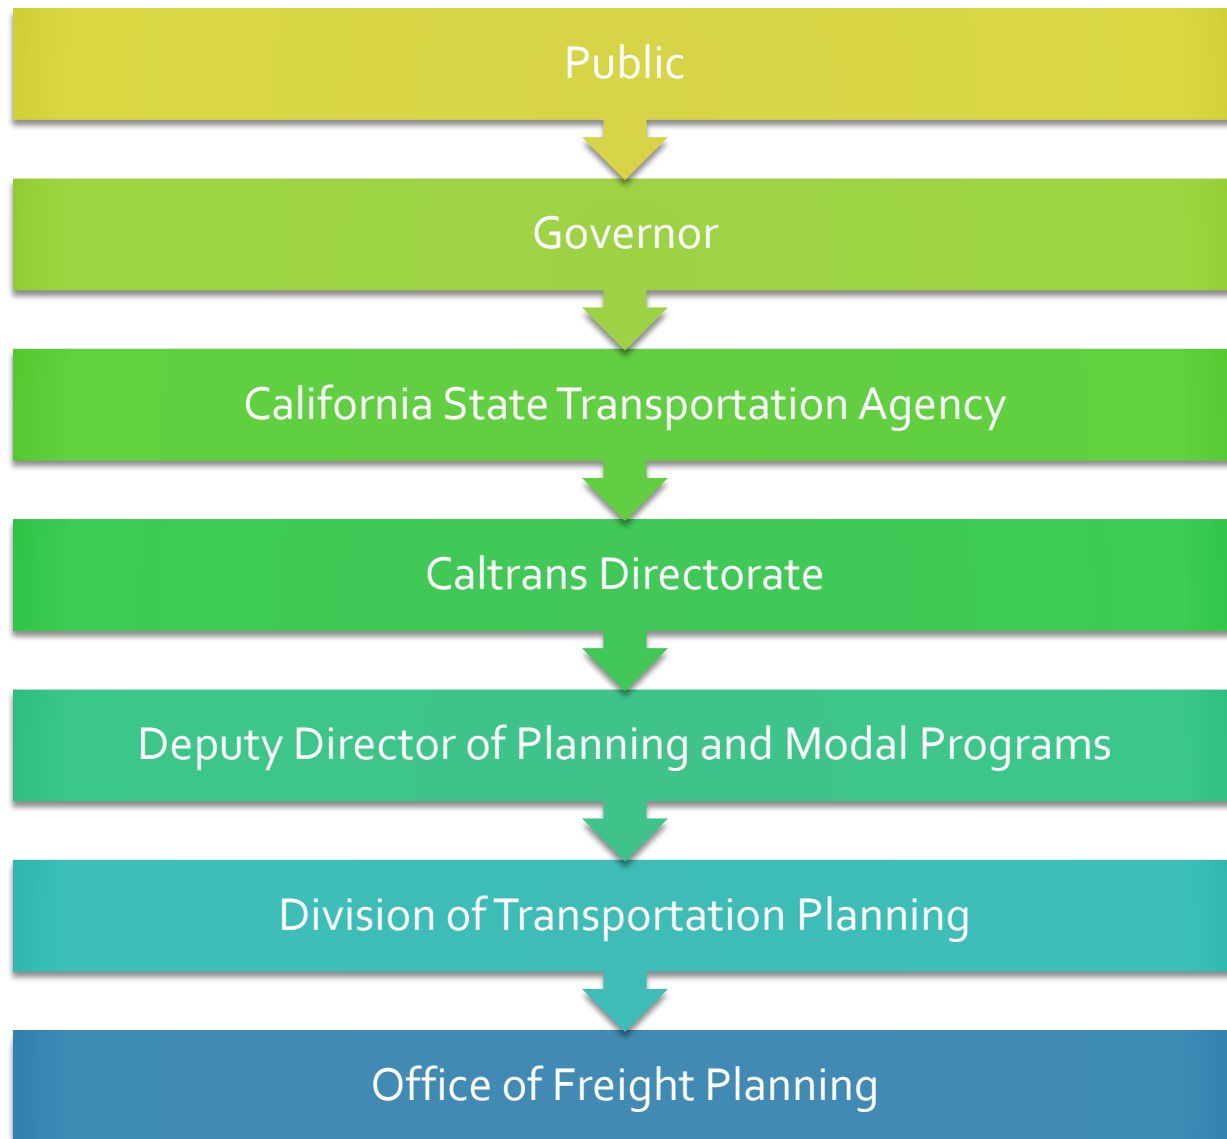 Public
Governor
California State Transportation Agency
Caltrans Directorate
Deputy Director of Planning and Modal Programs
Division of Transportation Planning
Office of Freight Planning